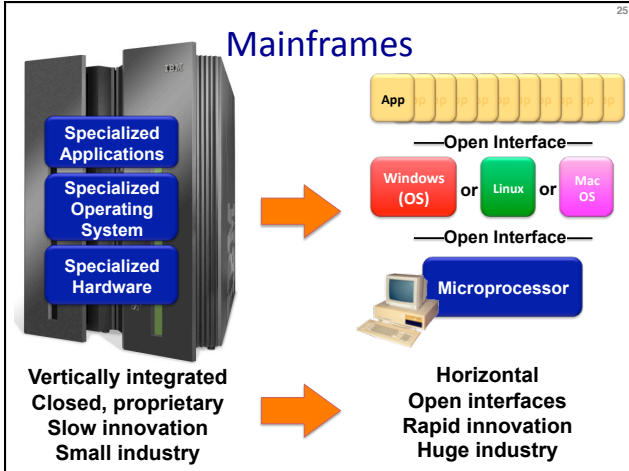 25
Mainframes
IBM
Specialized
Applications
Specialized
Operating
System
Specialized
Hardware
Vertically integrated
Closed, proprietary
Slow innovation
Small industry
App
Open Interface
Windows
(OS)
or
Linux
or
Mac
OS
Open Interface
Microprocessor
Horizontal
Open interfaces
Rapid innovation
Huge industry